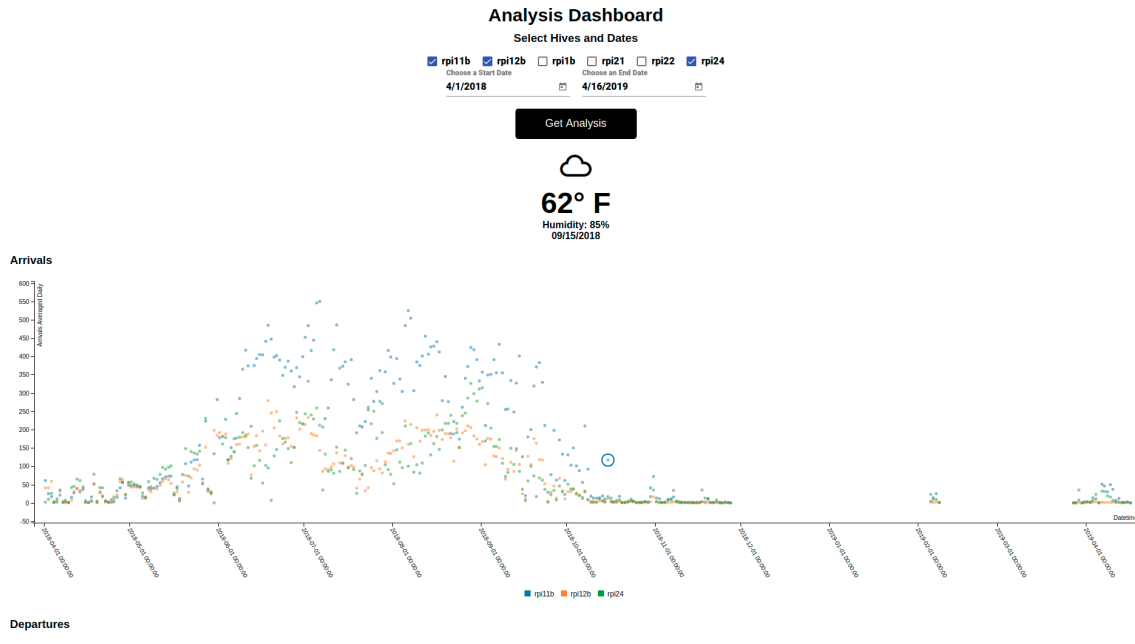 Analysis Dashboard
Select Hives and Dates
rpi11b rpi12b rpi1b rpi21 rpi22 rpi24
Choose a Start Date Choose an End Date
4/1/2018 4/16/2019
Get Analysis
62° F
Humidity: 85%
09/15/2018
Arrivals
Arrivals Averaged Daily
600
550
500
450
400
350
300
250
200
150
100
50
0
-50
Datetime
2018-04-01 00:00:00 2018-05-01 00:00:00 2018-06-01 00:00:00 2018-07-01 00:00:00 2018-08-01 00:00:00 2018-09-01 00:00:00 2018-10-01 00:00:00 2018-11-01 00:00:00 2018-12-01 00:00:00 2019-01-01 00:00:00 2019-02-01 00:00:00 2019-03-01 00:00:00 2019-04-01 00:00:00
rpi11b rpi12b rpi24
Departures